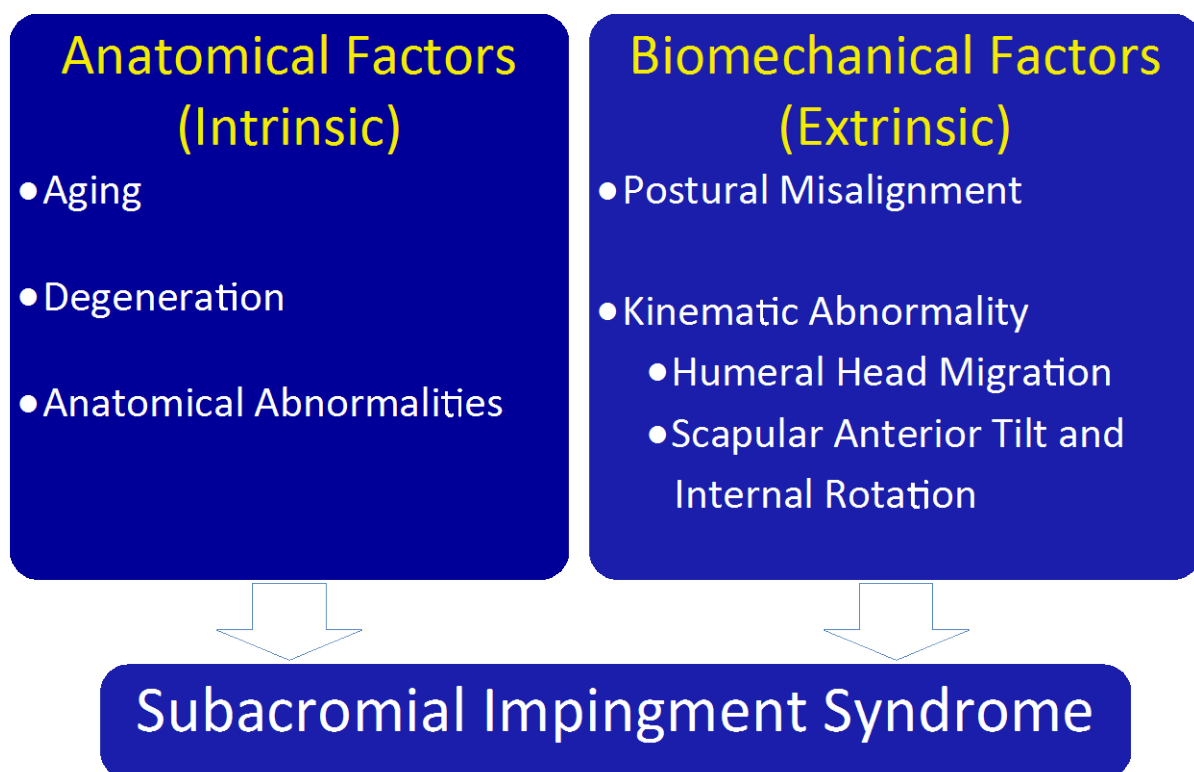 Anatomical Factors
(Intrinsic)
●Aging
●Degeneration
●Anatomical Abnormalities
Biomechanical Factors
(Extrinsic)
●Postural Misalignment
●Kinematic Abnormality
●Humeral Head Migration
●Scapular Anterior Tilt and
Internal Rotation
Subacromial Impingment Syndrome